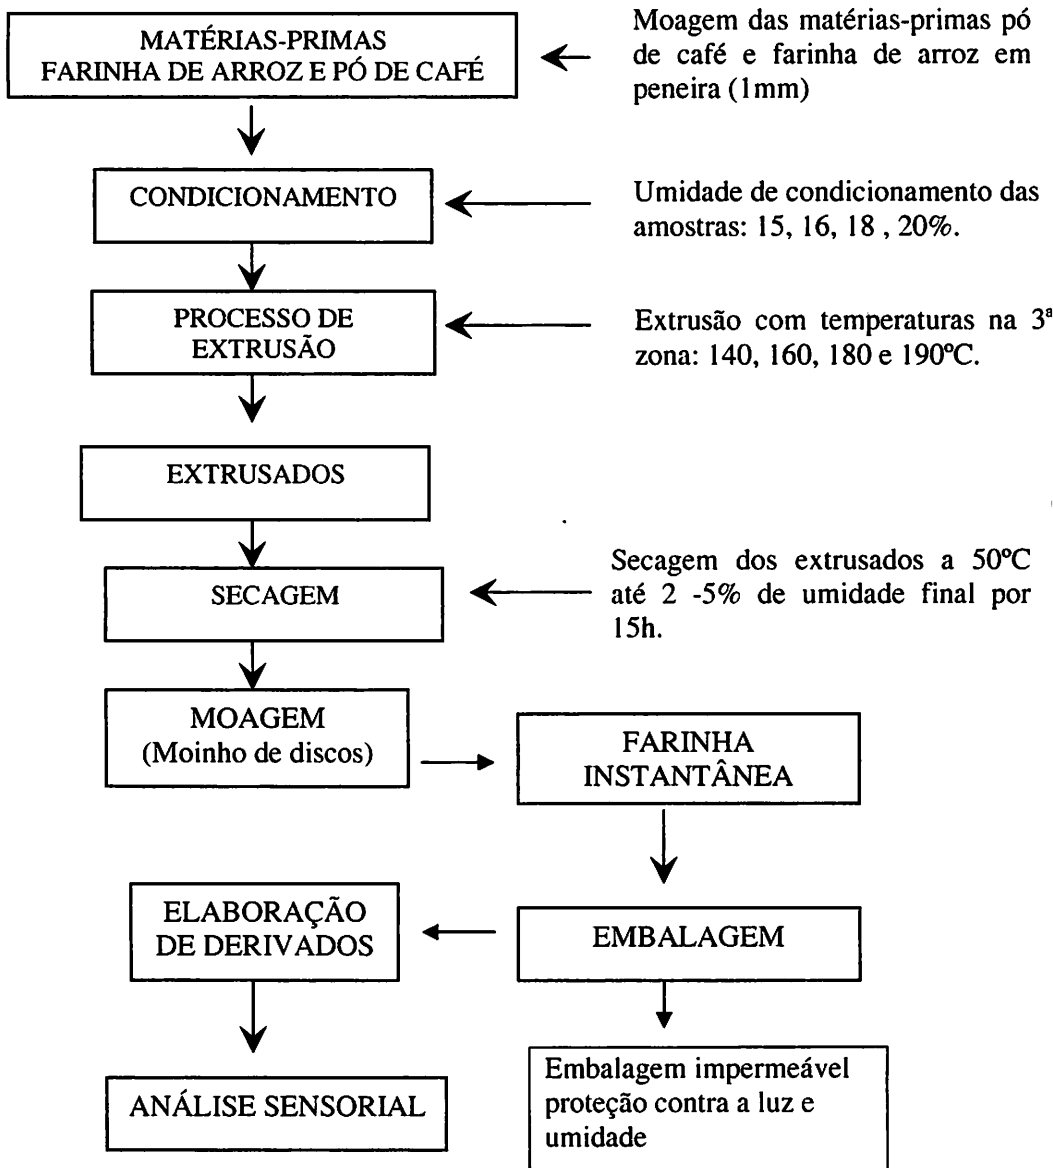 MATÉRIAS-PRIMAS
FARINHA DE ARROZ E PÓ DE CAFÉ
Moagem das matérias-primas pó
de café e farinha de arroz em
peneira (1mm)
CONDICIONAMENTO
Umidade de condicionamento das
amostras: 15, 16, 18 , 20%.
PROCESSO DE
EXTRUSÃO
Extrusão com temperaturas na 3ª
zona: 140, 160, 180 e 190ºC.
EXTRUSADOS
SECAGEM
Secagem dos extrusados a 50ºC
até 2 -5% de umidade final por
15h.
MOAGEM
(Moinho de discos)
FARINHA
INSTANTÂNEA
ELABORAÇÃO
DE DERIVADOS
EMBALAGEM
ANÁLISE SENSORIAL
Embalagem impermeável
proteção contra a luz e
umidade